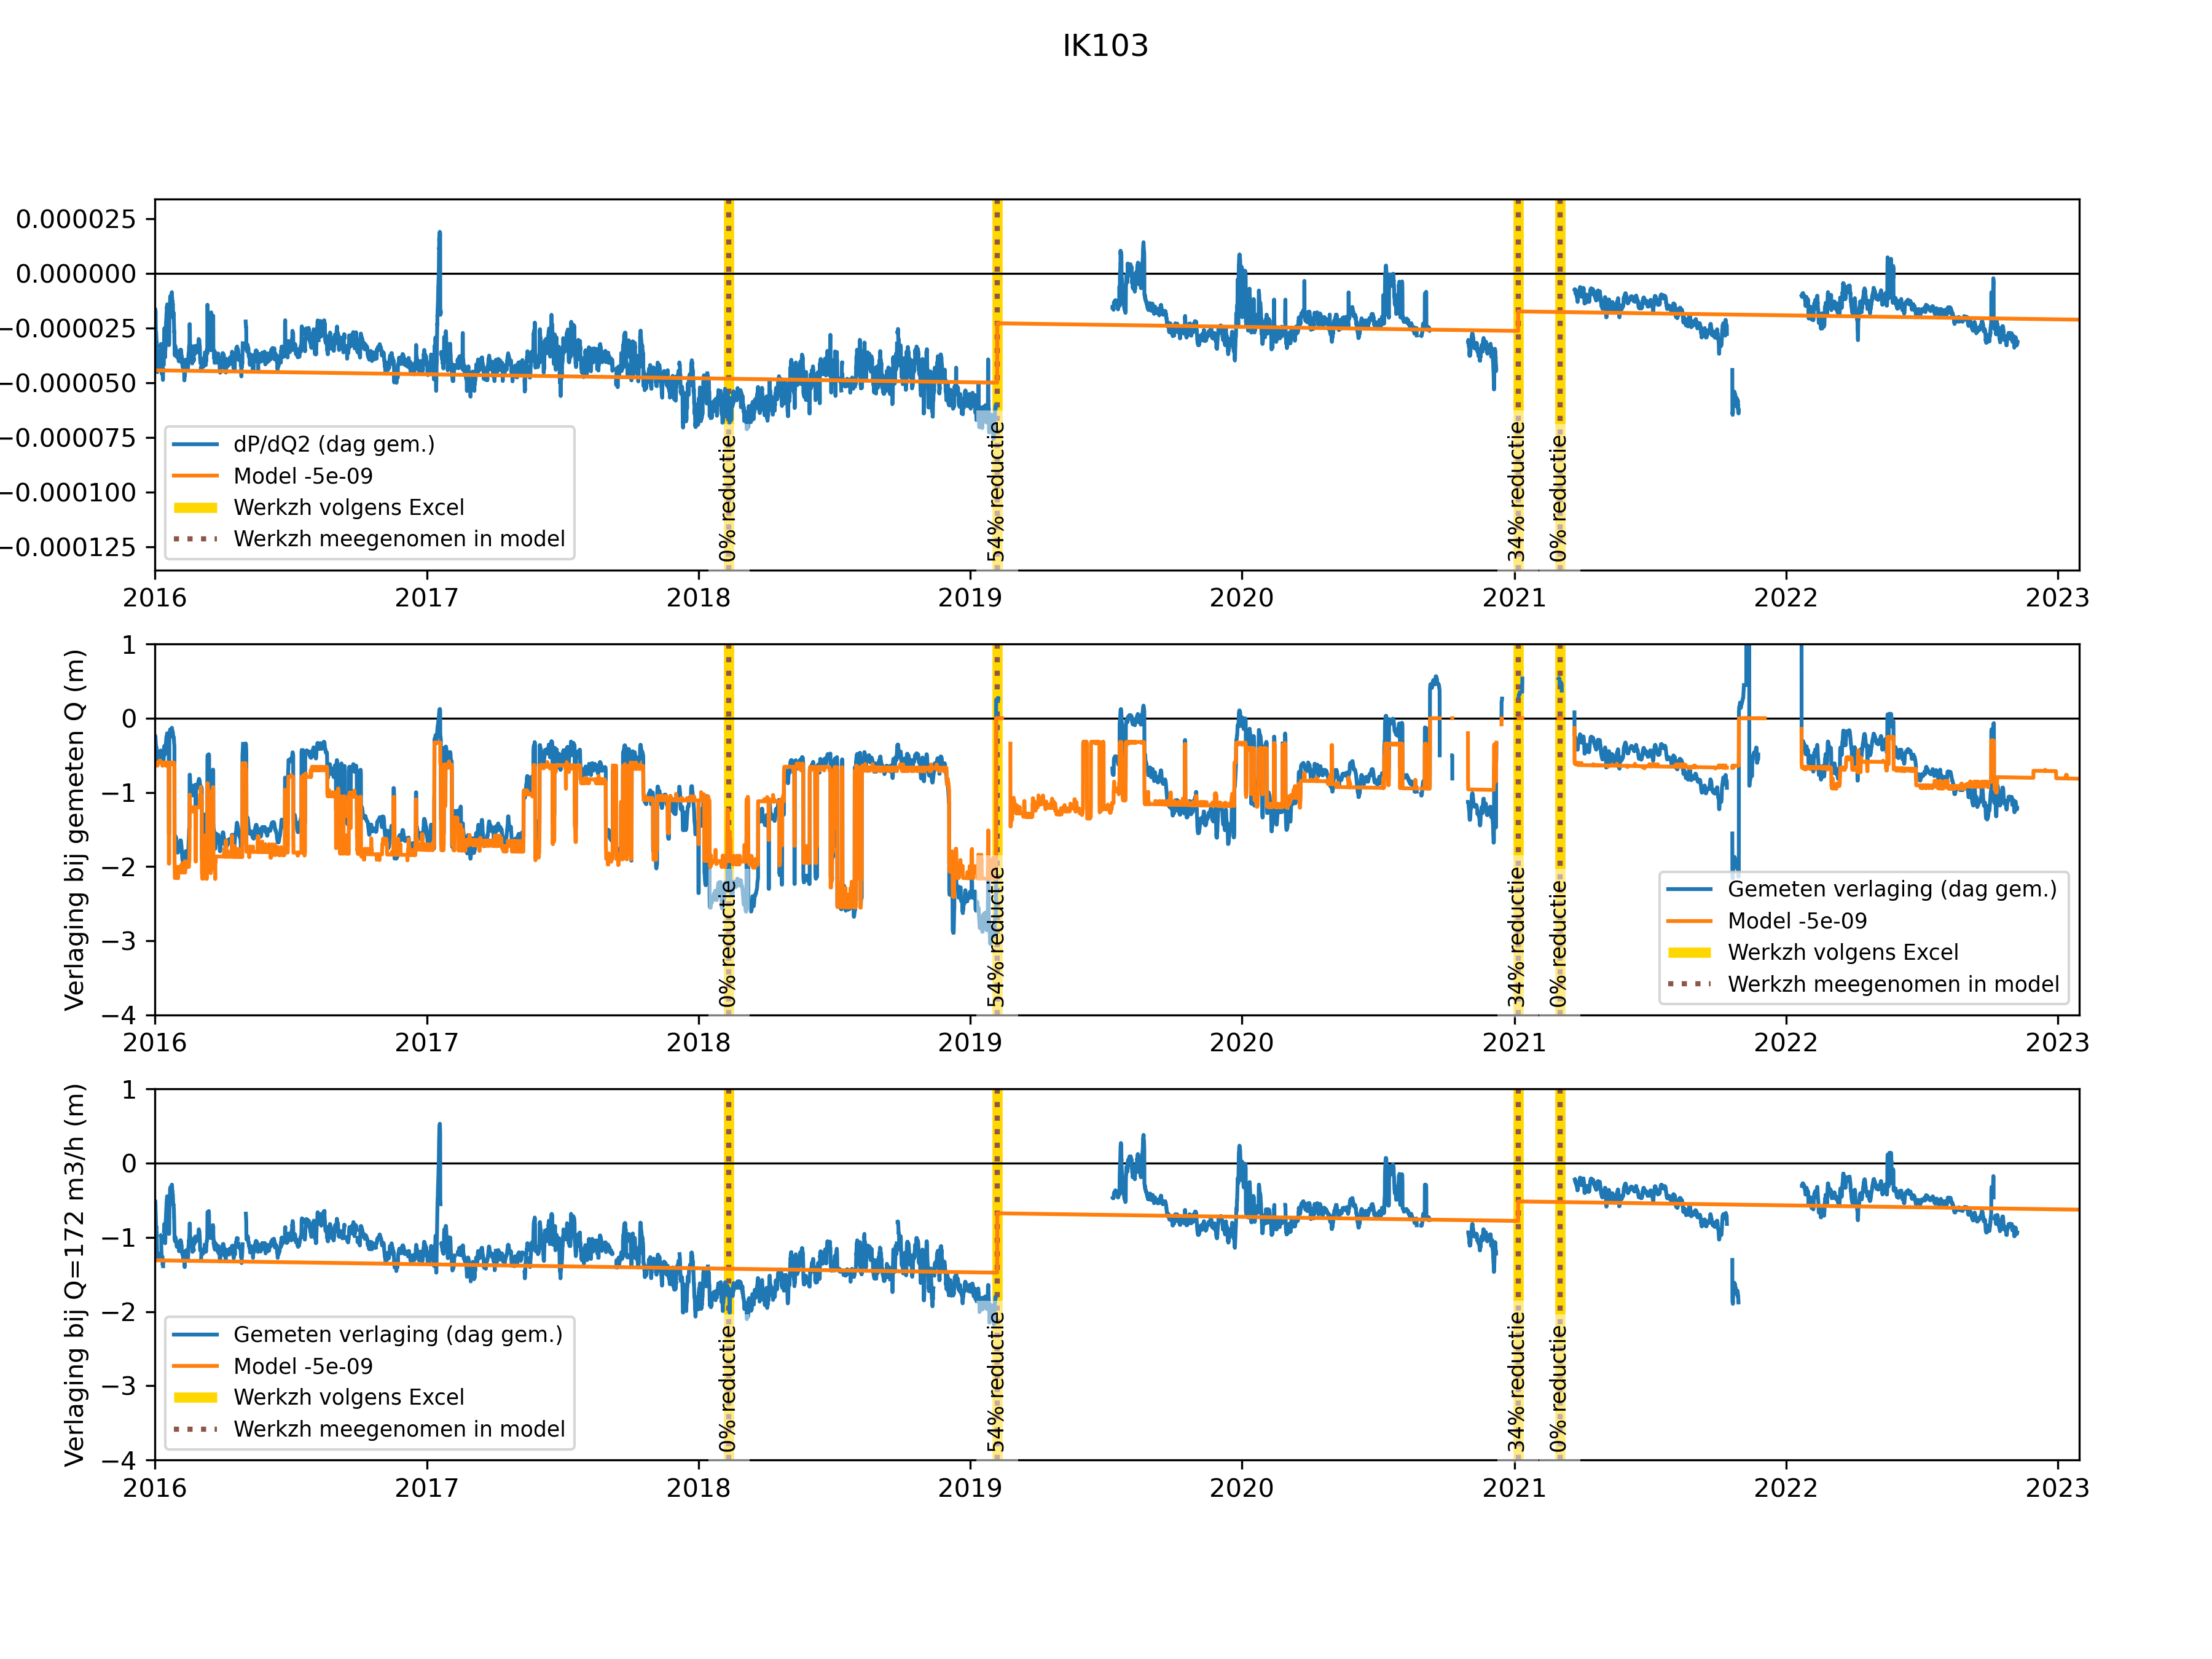 IK103
0.000025
0.000000
−0.000025
−0.000050
−0.000075
−0.000100
−0.000125
dP/dQ2 (dag gem.)
Model -5e-09
Werkzh volgens Excel
Werkzh meegenomen in model
0% reductie
54% reductie
34% reductie
0% reductie
2016 2017 2018 2019 2020 2021 2022 2023
Verlaging bij gemeten Q (m)
1
0
−1
−2
−3
−4
0% reductie
54% reductie
34% reductie
0% reductie
Gemeten verlaging (dag gem.)
Model -5e-09
Werkzh volgens Excel
Werkzh meegenomen in model
2016 2017 2018 2019 2020 2021 2022 2023
Verlaging bij Q=172 m3/h (m)
1
0
−1
−2
−3
−4
Gemeten verlaging (dag gem.)
Model -5e-09
Werkzh volgens Excel
Werkzh meegenomen in model
0% reductie
54% reductie
34% reductie
0% reductie
2016 2017 2018 2019 2020 2021 2022 2023